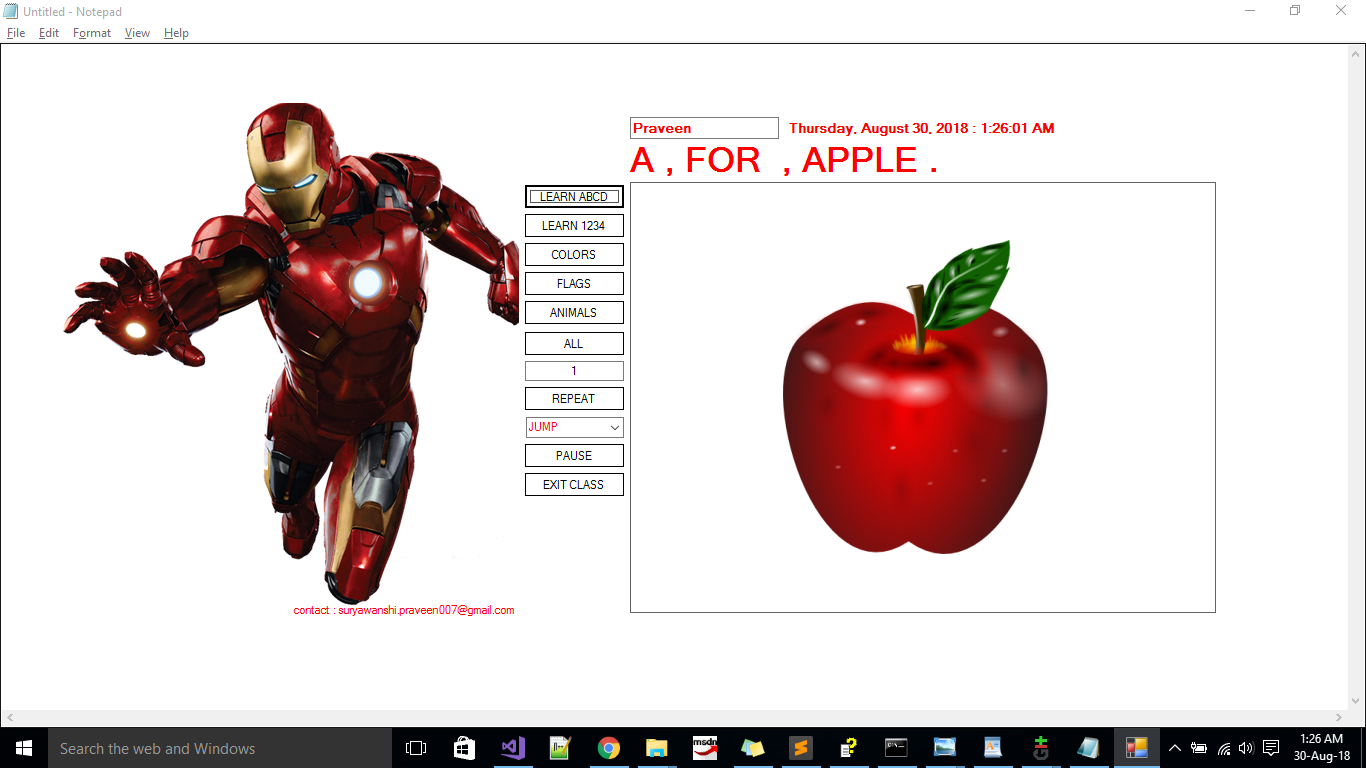 Untitled - Notepad
File Edit Format View Help
Praveen
Thursday, August 30, 2018 : 1:26:01 AM
A , FOR , APPLE .
LEARN ABCD
LEARN 1234
COLORS
FLAGS
ANIMALS
ALL
1
REPEAT
JUMP
PAUSE
EXIT CLASS
contact : suryawanshi.praveen007@gmail.com
Search the web and Windows
msdn
1:26 AM
30-Aug-18